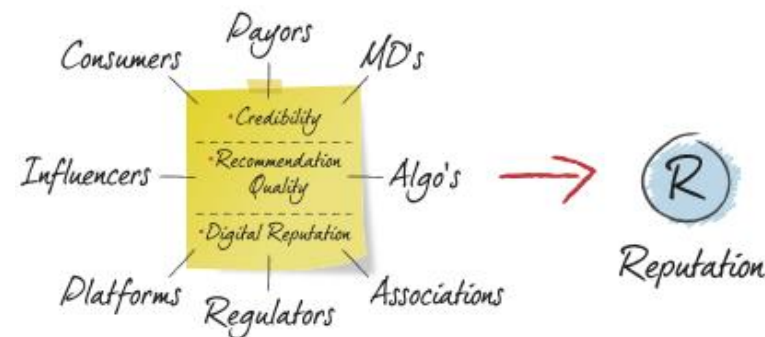 Payors
Consumers
MD's
• Credibility
• Recommendation
Quality
Influencers
Algo's
• Digital Reputation
Platforms
Regulators
Associations
R
Reputation